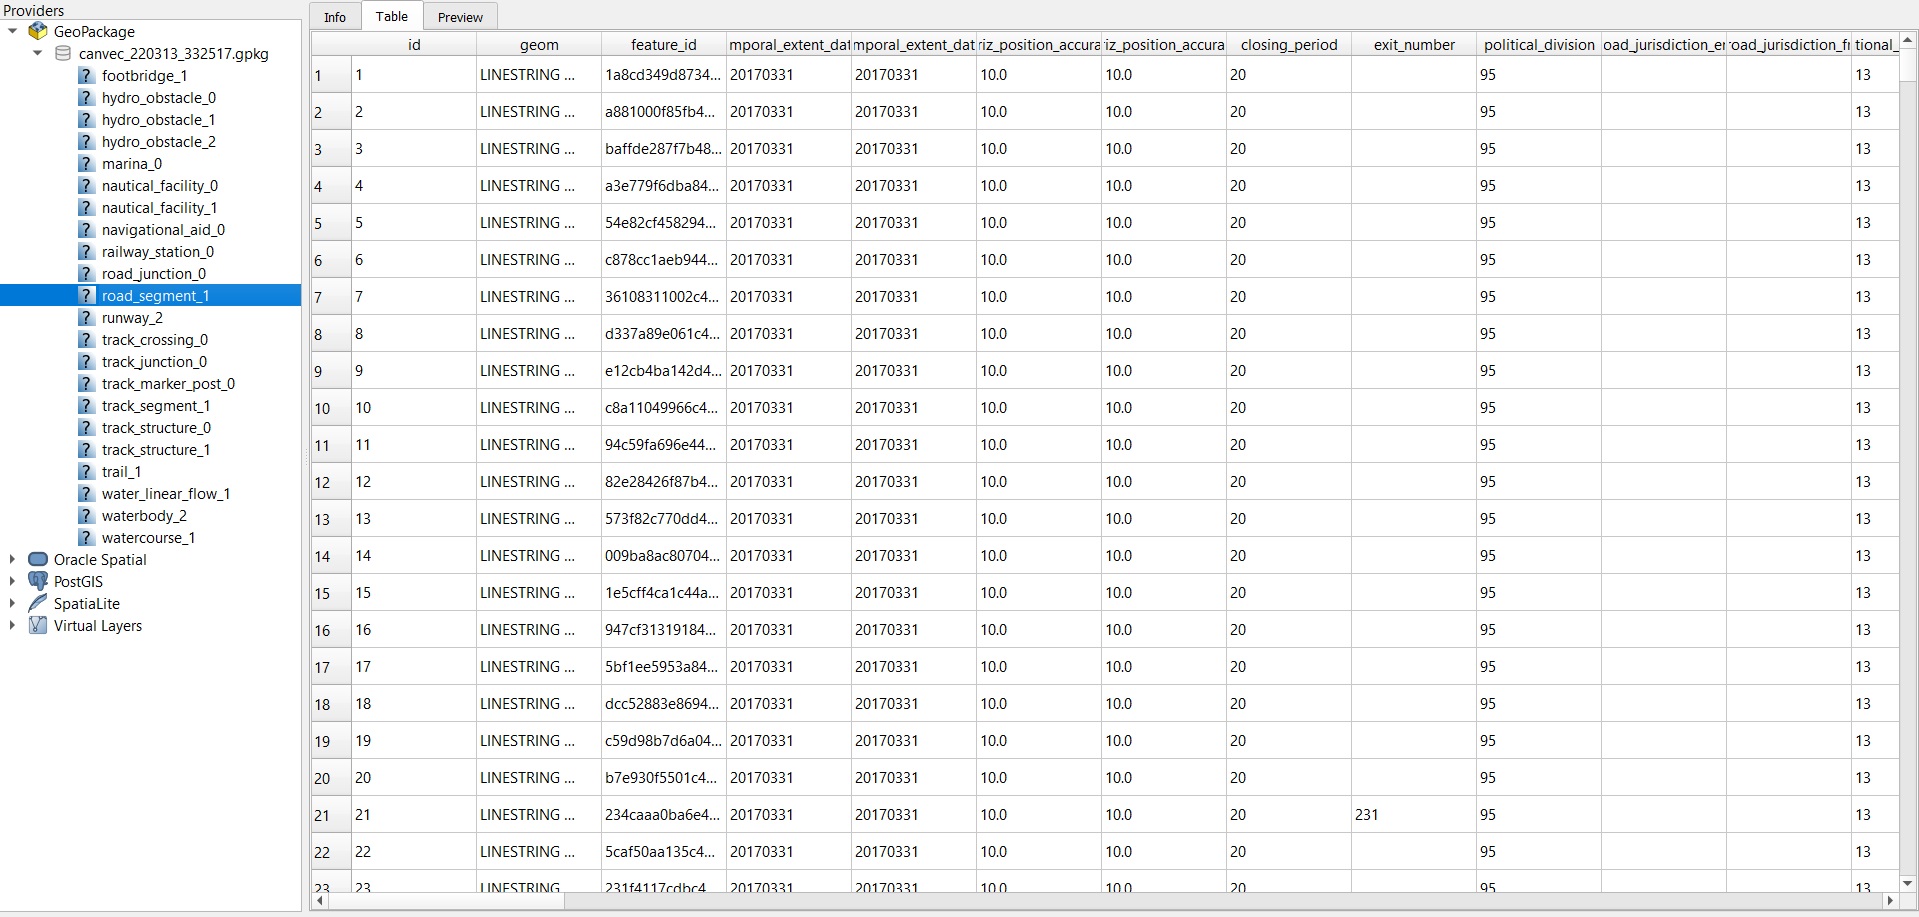 Providers
GeoPackage
canvec_220313_332517.gpkg
footbridge_1
hydro_obstacle_0
hydro_obstacle_1
hydro_obstacle_2
marina_0
nautical_facility_0
nautical_facility_1
navigational_aid_0
railway_station_0
road_junction_0
road_segment_1
runway_2
track_crossing_0
track_junction_0
track_marker_post_0
track_segment_1
track_structure_0
track_structure_1
trail_1
water_linear_flow_1
waterbody_2
watercourse_1
Oracle Spatial
PostGIS
SpatiaLite
Virtual Layers
Info Table Preview
id geom feature_id mporal_extent_dat mporal_extent_dat riz_position_accura iz_position_accura closing_period exit_number political_division oad_jurisdiction_e road_jurisdiction_f tional_
1 1 LINESTRING ... 1a8cd349d8734... 20170331 20170331 10.0 10.0 20 95 13
2 2 LINESTRING ... a881000f85fb4... 20170331 20170331 10.0 10.0 20 95 13
3 3 LINESTRING ... baffde287f7b48... 20170331 20170331 10.0 10.0 20 95 13
4 4 LINESTRING ... a3e779f6dba84... 20170331 20170331 10.0 10.0 20 95 13
5 5 LINESTRING ... 54e82cf458294... 20170331 20170331 10.0 10.0 20 95 13
6 6 LINESTRING ... c878cc1aeb944... 20170331 20170331 10.0 10.0 20 95 13
7 7 LINESTRING ... 36108311002c4... 20170331 20170331 10.0 10.0 20 95 13
8 8 LINESTRING ... d337a89e061c4... 20170331 20170331 10.0 10.0 20 95 13
9 9 LINESTRING ... e12cb4ba142d4... 20170331 20170331 10.0 10.0 20 95 13
10 10 LINESTRING ... c8a11049966c4... 20170331 20170331 10.0 10.0 20 95 13
11 11 LINESTRING ... 94c59fa696e44... 20170331 20170331 10.0 10.0 20 95 13
12 12 LINESTRING ... 82e28426f87b4... 20170331 20170331 10.0 10.0 20 95 13
13 13 LINESTRING ... 573f82c770dd4... 20170331 20170331 10.0 10.0 20 95 13
14 14 LINESTRING ... 009ba8ac80704... 20170331 20170331 10.0 10.0 20 95 13
15 15 LINESTRING ... 1e5cff4ca1c44a... 20170331 20170331 10.0 10.0 20 95 13
16 16 LINESTRING ... 947cf31319184... 20170331 20170331 10.0 10.0 20 95 13
17 17 LINESTRING ... 5bf1ee5953a84... 20170331 20170331 10.0 10.0 20 95 13
18 18 LINESTRING ... dcc52883e8694... 20170331 20170331 10.0 10.0 20 95 13
19 19 LINESTRING ... c59d98b7d6a04... 20170331 20170331 10.0 10.0 20 95 13
20 20 LINESTRING ... b7e930f5501c4... 20170331 20170331 10.0 10.0 20 95 13
21 21 LINESTRING ... 234caaa0ba6e4... 20170331 20170331 10.0 10.0 20 231 95 13
22 22 LINESTRING ... 5caf50aa135c4... 20170331 20170331 10.0 10.0 20 95 13
23 23 LINESTRING 231f4117cdbc4 20170331 20170331 10.0 10.0 20 95 13